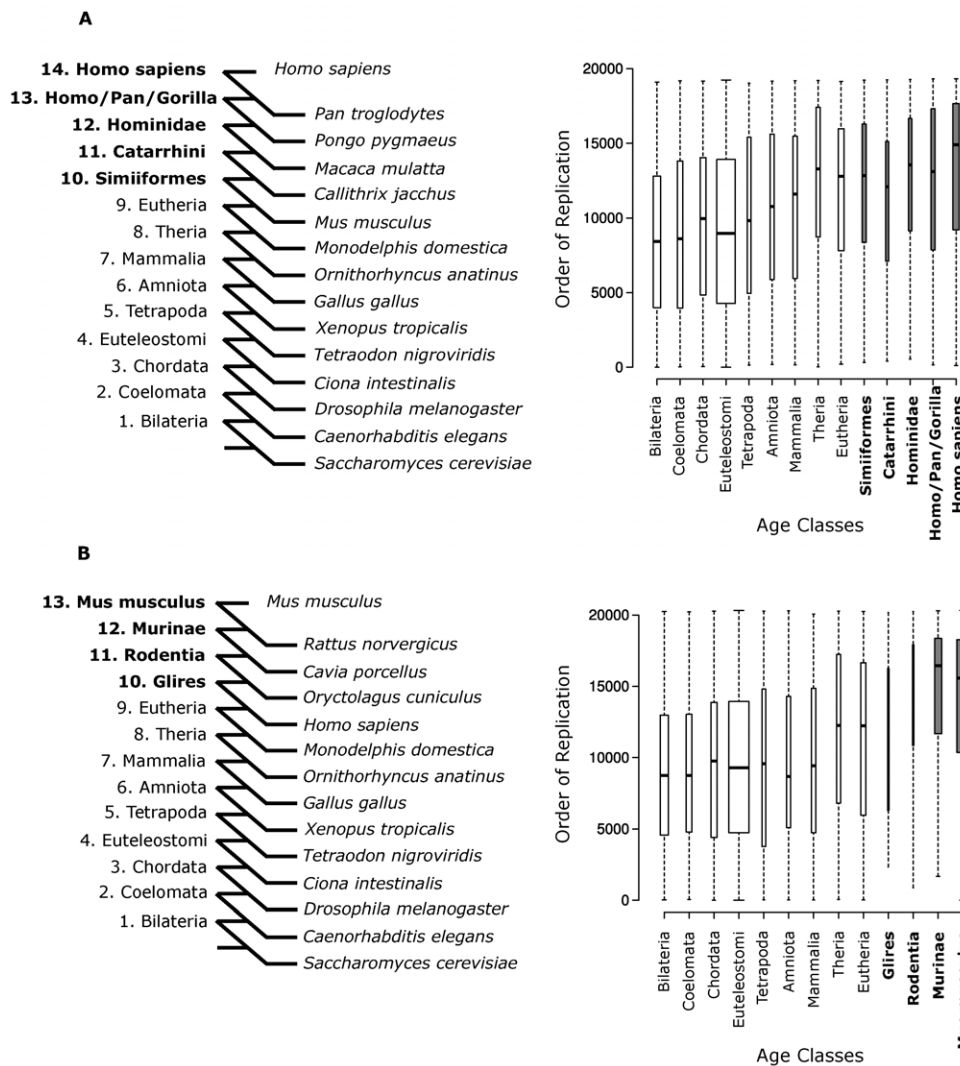 A
14. Homo sapiens
Homo sapiens
13. Homo/Pan/Gorilla
Pan troglodytes
12. Hominidae
Pongo pygmaeus
11. Catarrhini
Macaca mulatta
10. Simiiformes
Callithrix jacchus
9. Eutheria
Mus musculus
8. Theria
Monodelphis domestica
7. Mammalia
Ornithorhyncus anatinus
6. Amniota
Gallus gallus
5. Tetrapoda
Xenopus tropicalis
4. Euteleostomi
Tetraodon nigroviridis
3. Chordata
Ciona intestinalis
2. Coelomata
Drosophila melanogaster
1. Bilateria
Caenorhabditis elegans
Saccharomyces cerevisiae
Order of Replication
20000
15000
10000
5000
0
Bilateria
Coelomata
Chordata
Euteleostomi
Tetrapoda
Amniota
Mammalia
Theria
Eutheria
Simiiformes
Catarrhini
Hominidae
Homo/Pan/Gorilla
Homo sapiens
Age Classes
B
13. Mus musculus
Mus musculus
12. Murinae
Rattus norvergicus
11. Rodentia
Cavia porcellus
10. Glires
Oryctolagus cuniculus
9. Eutheria
Homo sapiens
8. Theria
Monodelphis domestica
7. Mammalia
Ornithorhyncus anatinus
6. Amniota
Gallus gallus
5. Tetrapoda
Xenopus tropicalis
4. Euteleostomi
Tetraodon nigroviridis
3. Chordata
Ciona intestinalis
2. Coelomata
Drosophila melanogaster
1. Bilateria
Caenorhabditis elegans
Saccharomyces cerevisiae
Order of Replication
20000
15000
10000
5000
0
Bilateria
Coelomata
Chordata
Euteleostomi
Tetrapoda
Amniota
Mammalia
Theria
Eutheria
Glires
Rodentia
Murinae
Age Classes